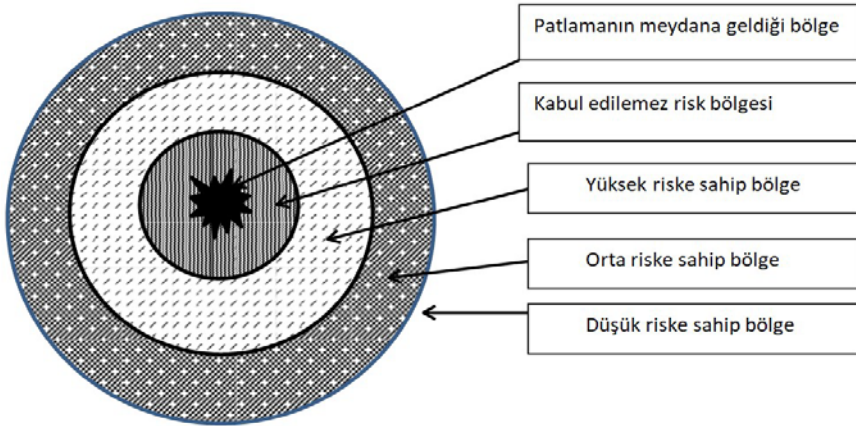 Patlamanın meydana geldiği bölge
Kabul edilemez risk bölgesi
Yüksek riske sahip bölge
Orta riske sahip bölge
Düşük riske sahip bölge